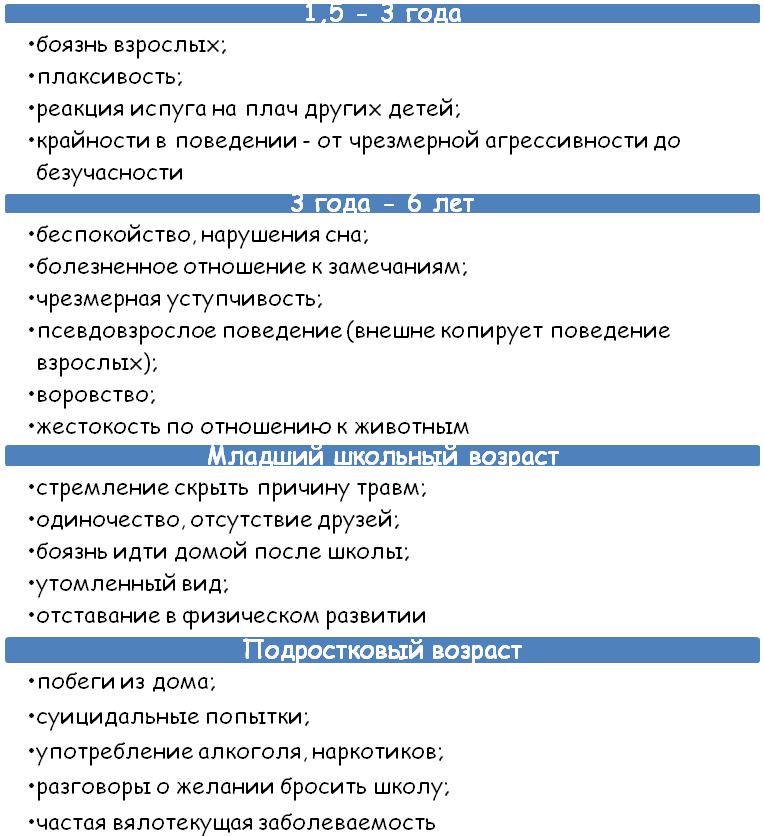 1,5 - 3 года
•боязнь взрослых;
•плаксивость;
•реакция испуга на плач других детей;
•крайности в поведении - от чрезмерной агрессивности до
безучасности
3 года - 6 лет
•беспокойство, нарушения сна;
•болезненное отношение к замечаниям;
•чрезмерная уступчивость;
•псевдовзрослое поведение (внешне копирует поведение
взрослых);
•воровство;
•жестокость по отношению к животным
Младший школьный возраст
•стремление скрыть причину травм;
•одиночество, отсутствие друзей;
•боязнь идти домой после школы;
•утомленный вид;
•отставание в физическом развитии
Подростковый возраст
•побеги из дома;
•суицидальные попытки;
•употребление алкоголя, наркотиков;
•разговоры о желании бросить школу;
•частая вялотекущая заболеваемость